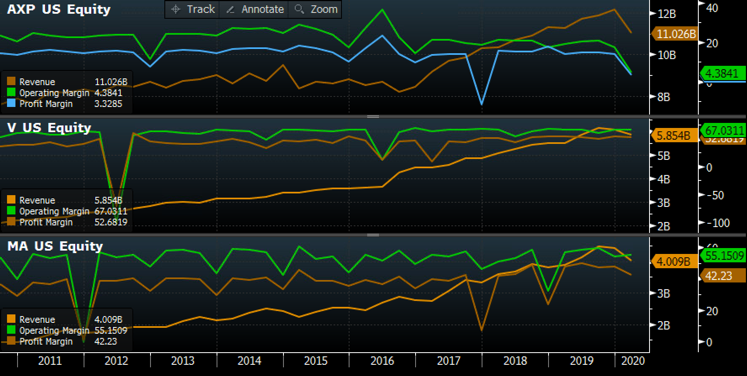 AXP US Equity
Track Annotate Zoom
Revenue 11.026B
Operating Margin 4.3841
Profit Margin 3.3285
12B
11.026B
10B
8B
40
20
4.3841
0
V US Equity
Revenue 5.854B
Operating Margin 67.0311
Profit Margin 52.6819
5.854B
5B
4B
3B
2B
67.0311
52.6819
0
-50
-100
MA US Equity
Revenue 4.009B
Operating Margin 55.1509
Profit Margin 42.23
4.009B
3B
2B
60
55.1509
42.23
20
0
2011 2012 2013 2014 2015 2016 2017 2018 2019 2020